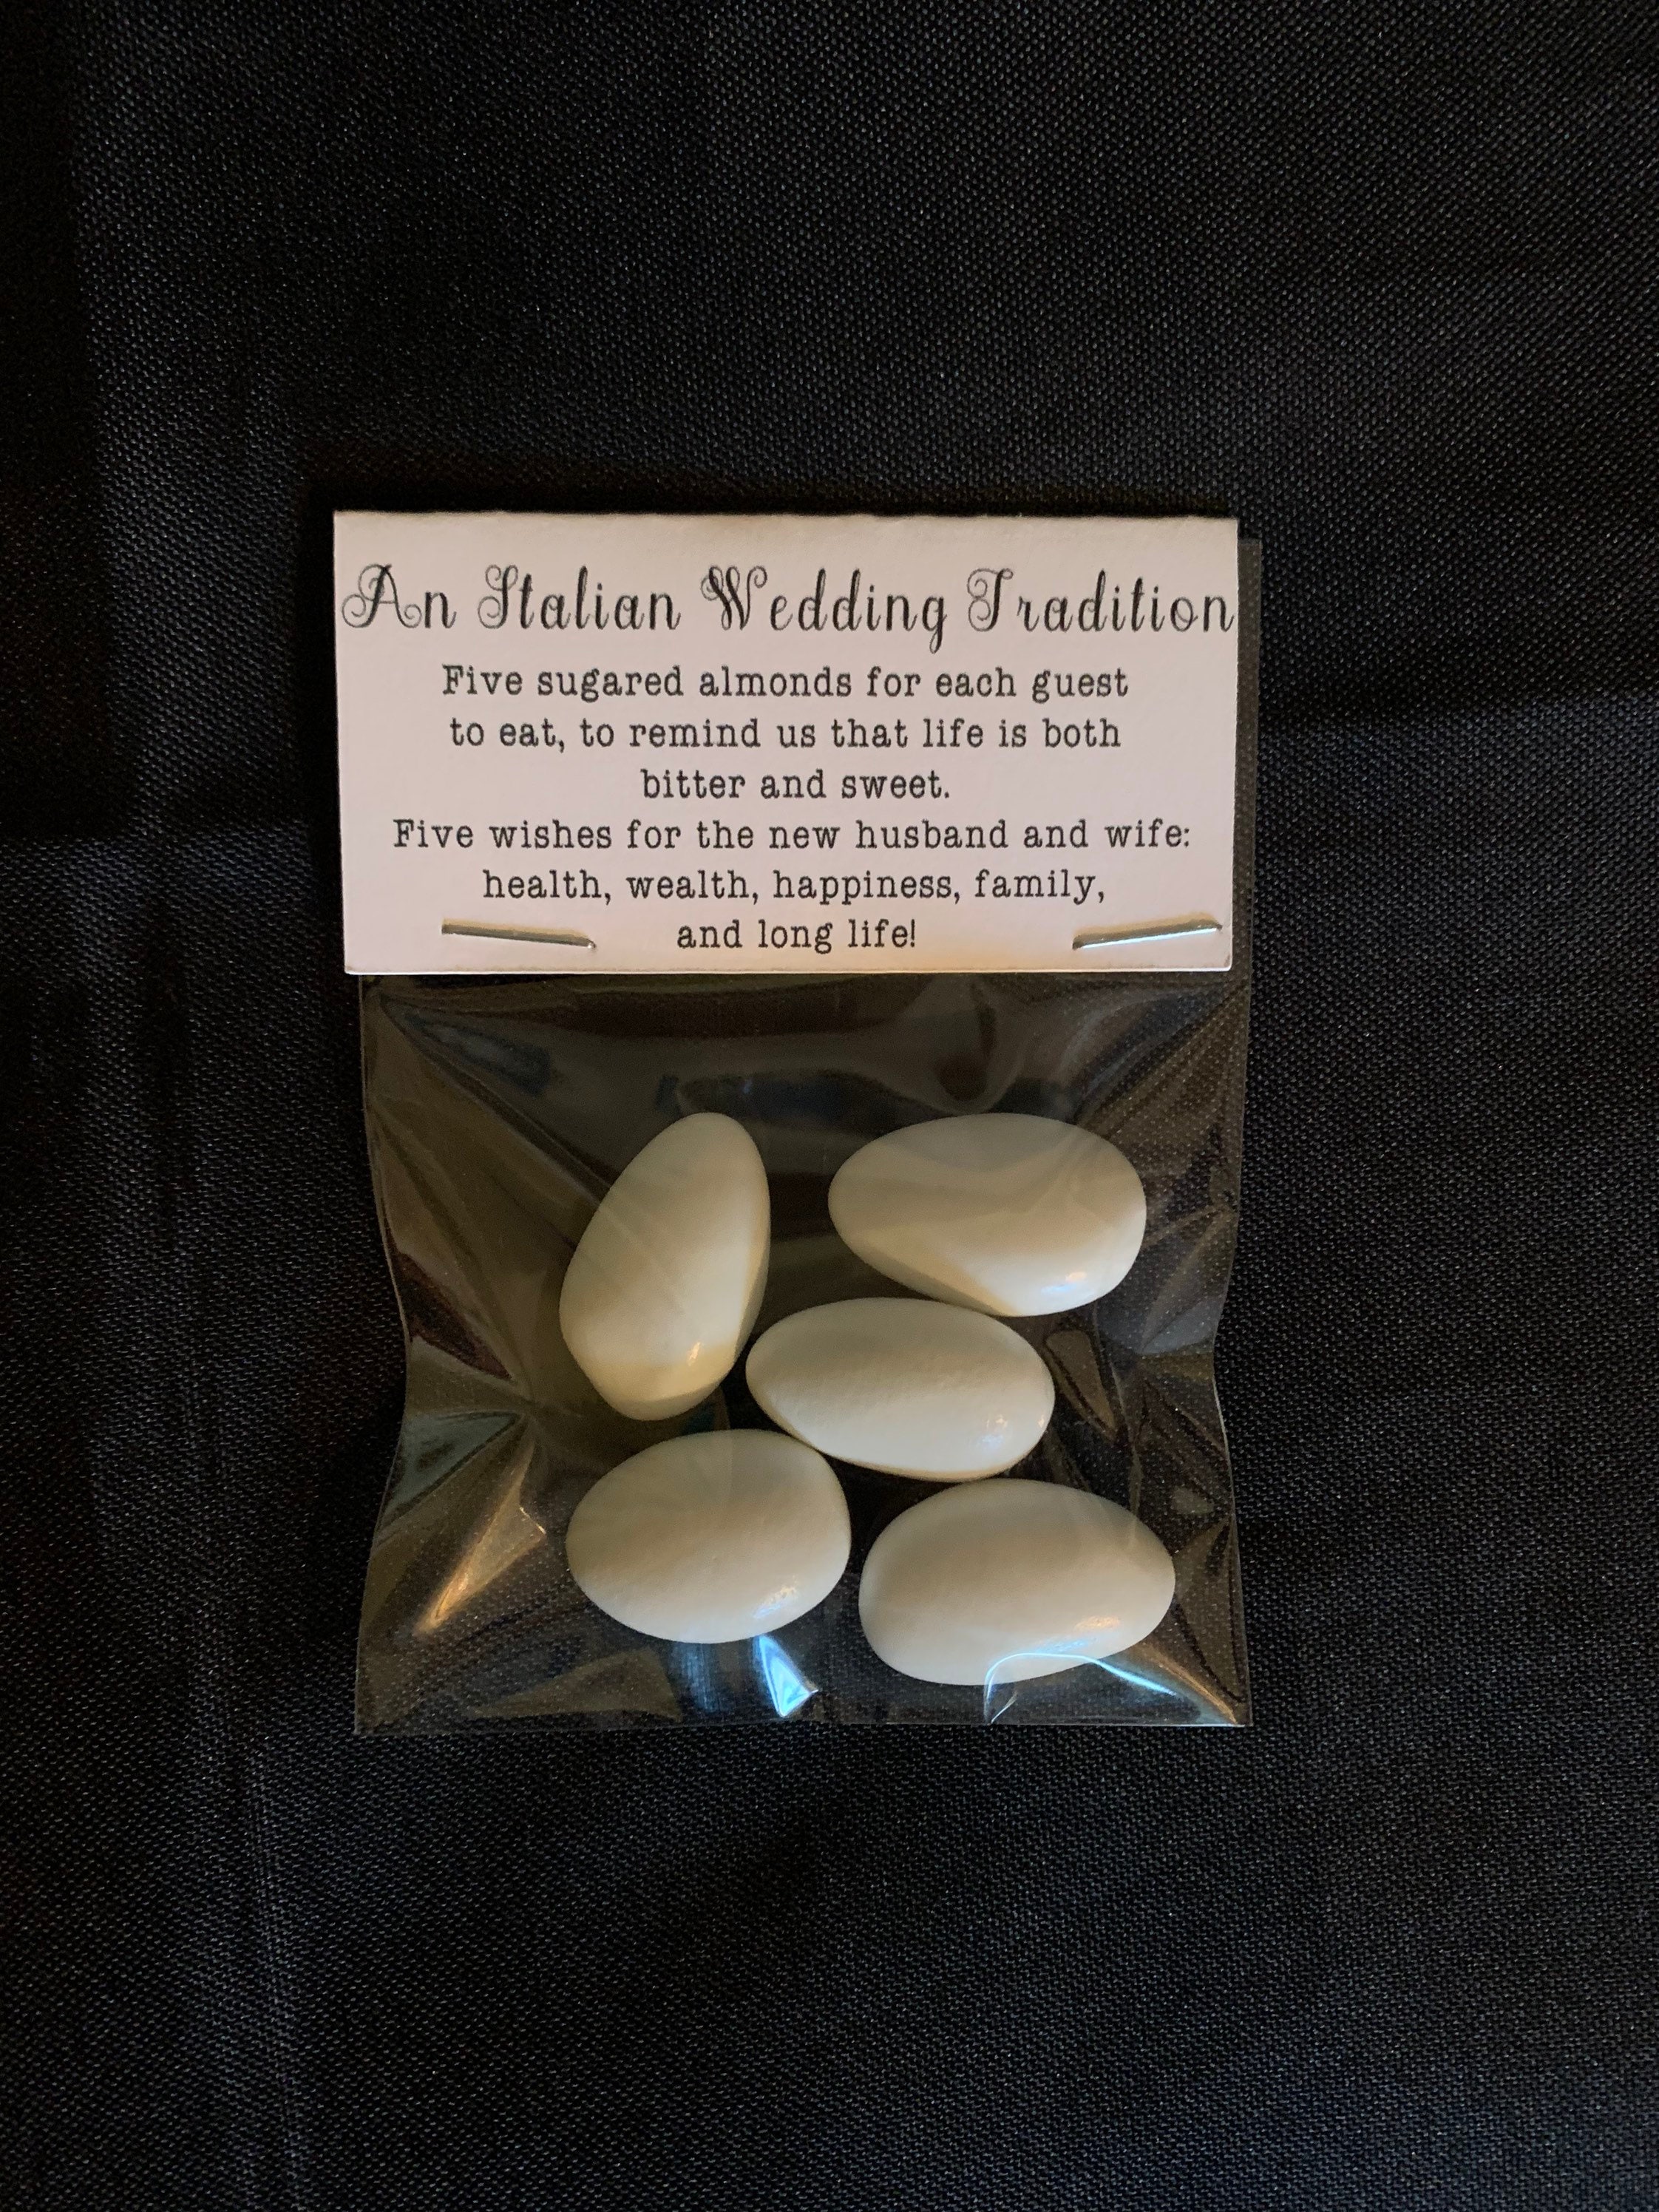 An Italian Wedding Tradition
Five sugared almonds for each guest
to eat, to remind us that life is both
bitter and sweet.
Five wishes for the new husband and wife:
health, wealth, happiness, family,
and long life!